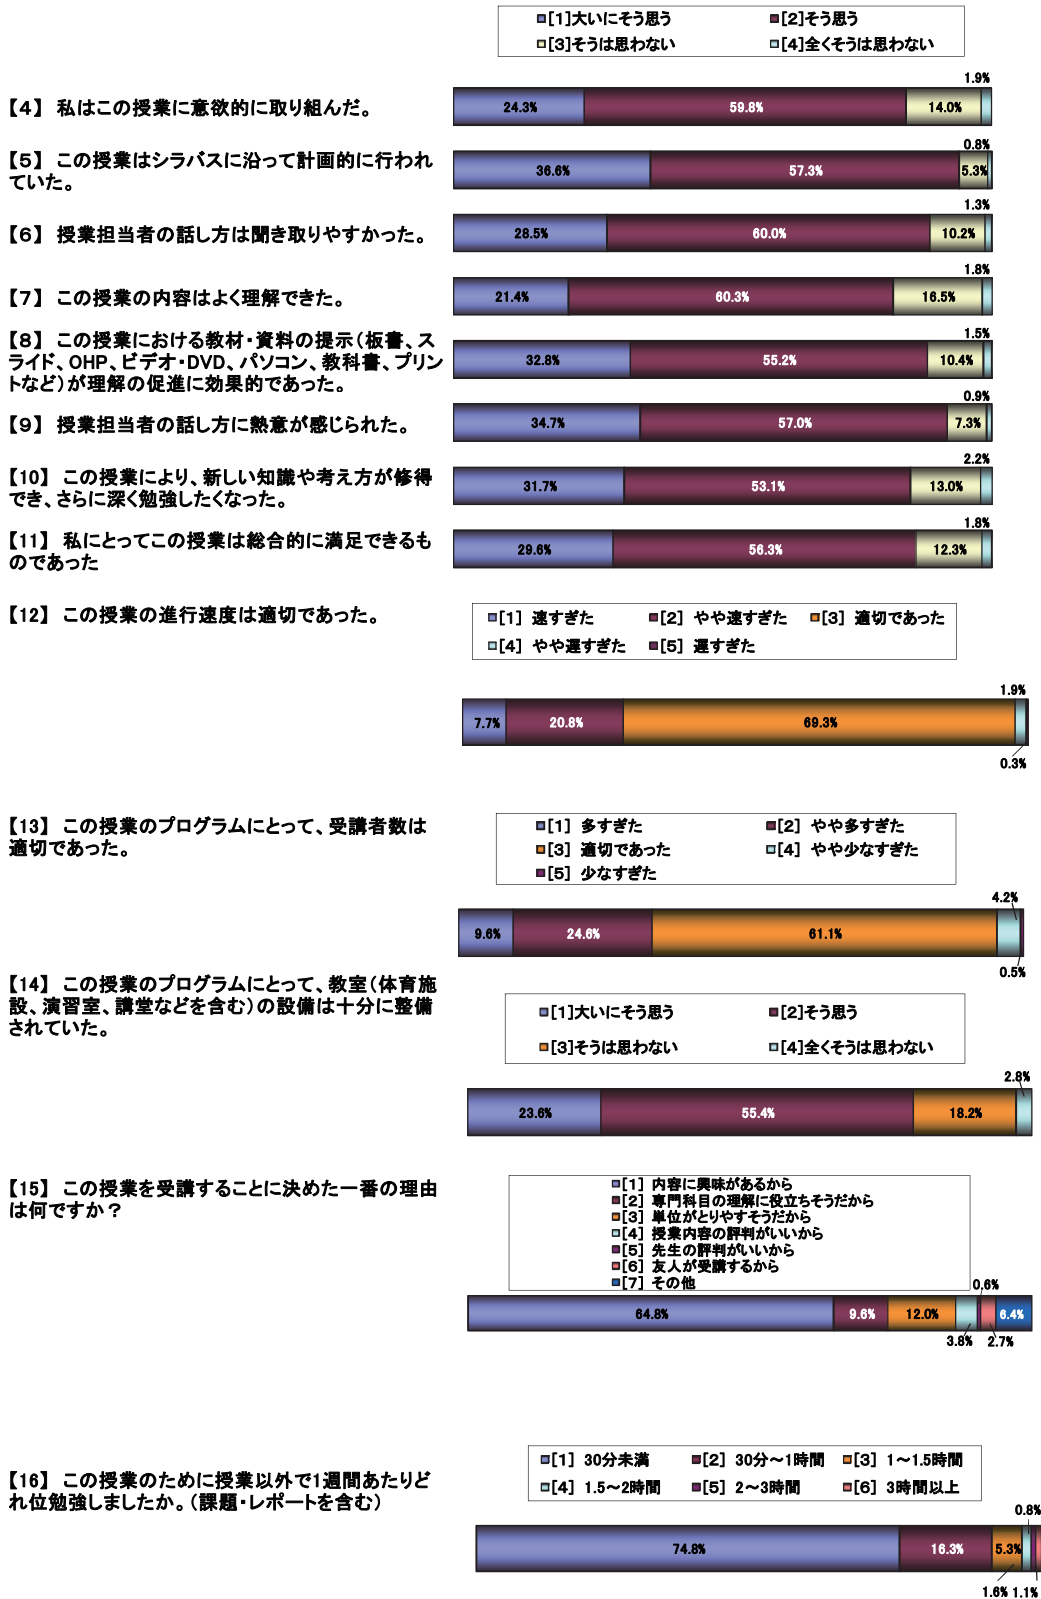 [1]大いにそう思う [2]そう思う
[3]そうは思わない [4]全くそうは思わない
【4】 私はこの授業に意欲的に取り組んだ。
24.3% 59.8% 14.0% 1.9%
【5】 この授業はシラバスに沿って計画的に行われ
ていた。
36.6% 57.3% 5.3% 0.8%
【6】 授業担当者の話し方は聞き取りやすかった。
28.5% 60.0% 10.2% 1.3%
【7】 この授業の内容はよく理解できた。
21.4% 60.3% 16.5% 1.8%
【8】 この授業における教材・資料の提示(板書、ス
ライド、OHP、ビデオ・DVD、パソコン、教科書、プリン
トなど)が理解の促進に効果的であった。
32.8% 55.2% 10.4% 1.5%
【9】 授業担当者の話し方に熱意が感じられた。
34.7% 57.0% 7.3% 0.9%
【10】 この授業により、新しい知識や考え方が修得
でき、さらに深く勉強したくなった。
31.7% 53.1% 13.0% 2.2%
【11】 私にとってこの授業は総合的に満足できるも
のであった
29.6% 56.3% 12.3% 1.8%
【12】 この授業の進行速度は適切であった。
[1] 速すぎた [2] やや速すぎた [3] 適切であった
[4] やや遅すぎた [5] 遅すぎた
7.7% 20.8% 69.3% 1.9%
0.3%
【13】 この授業のプログラムにとって、受講者数は
適切であった。
[1] 多すぎた [2] やや多すぎた
[3] 適切であった [4] やや少なすぎた
[5] 少なすぎた
9.6% 24.6% 61.1% 4.2%
0.5%
【14】 この授業のプログラムにとって、教室(体育施
設、演習室、講堂などを含む)の設備は十分に整備
されていた。
[1]大いにそう思う [2]そう思う
[3]そうは思わない [4]全くそうは思わない
23.6% 55.4% 18.2% 2.8%
【15】 この授業を受講することに決めた一番の理由
は何ですか？
[1] 内容に興味があるから
[2] 専門科目の理解に役立ちそうだから
[3] 単位がとりやすそうだから
[4] 授業内容の評判がいいから
[5] 先生の評判がいいから
[6] 友人が受講するから
[7] その他
0.6%
64.8% 9.6% 12.0% 6.4%
3.8% 2.7%
【16】 この授業のために授業以外で1週間あたりど
れ位勉強しましたか。(課題・レポートを含む)
[1] 30分未満 [2] 30分～1時間 [3] 1～1.5時間
[4] 1.5～2時間 [5] 2～3時間 [6] 3時間以上
0.8%
74.8% 16.3% 5.3%
1.6% 1.1%